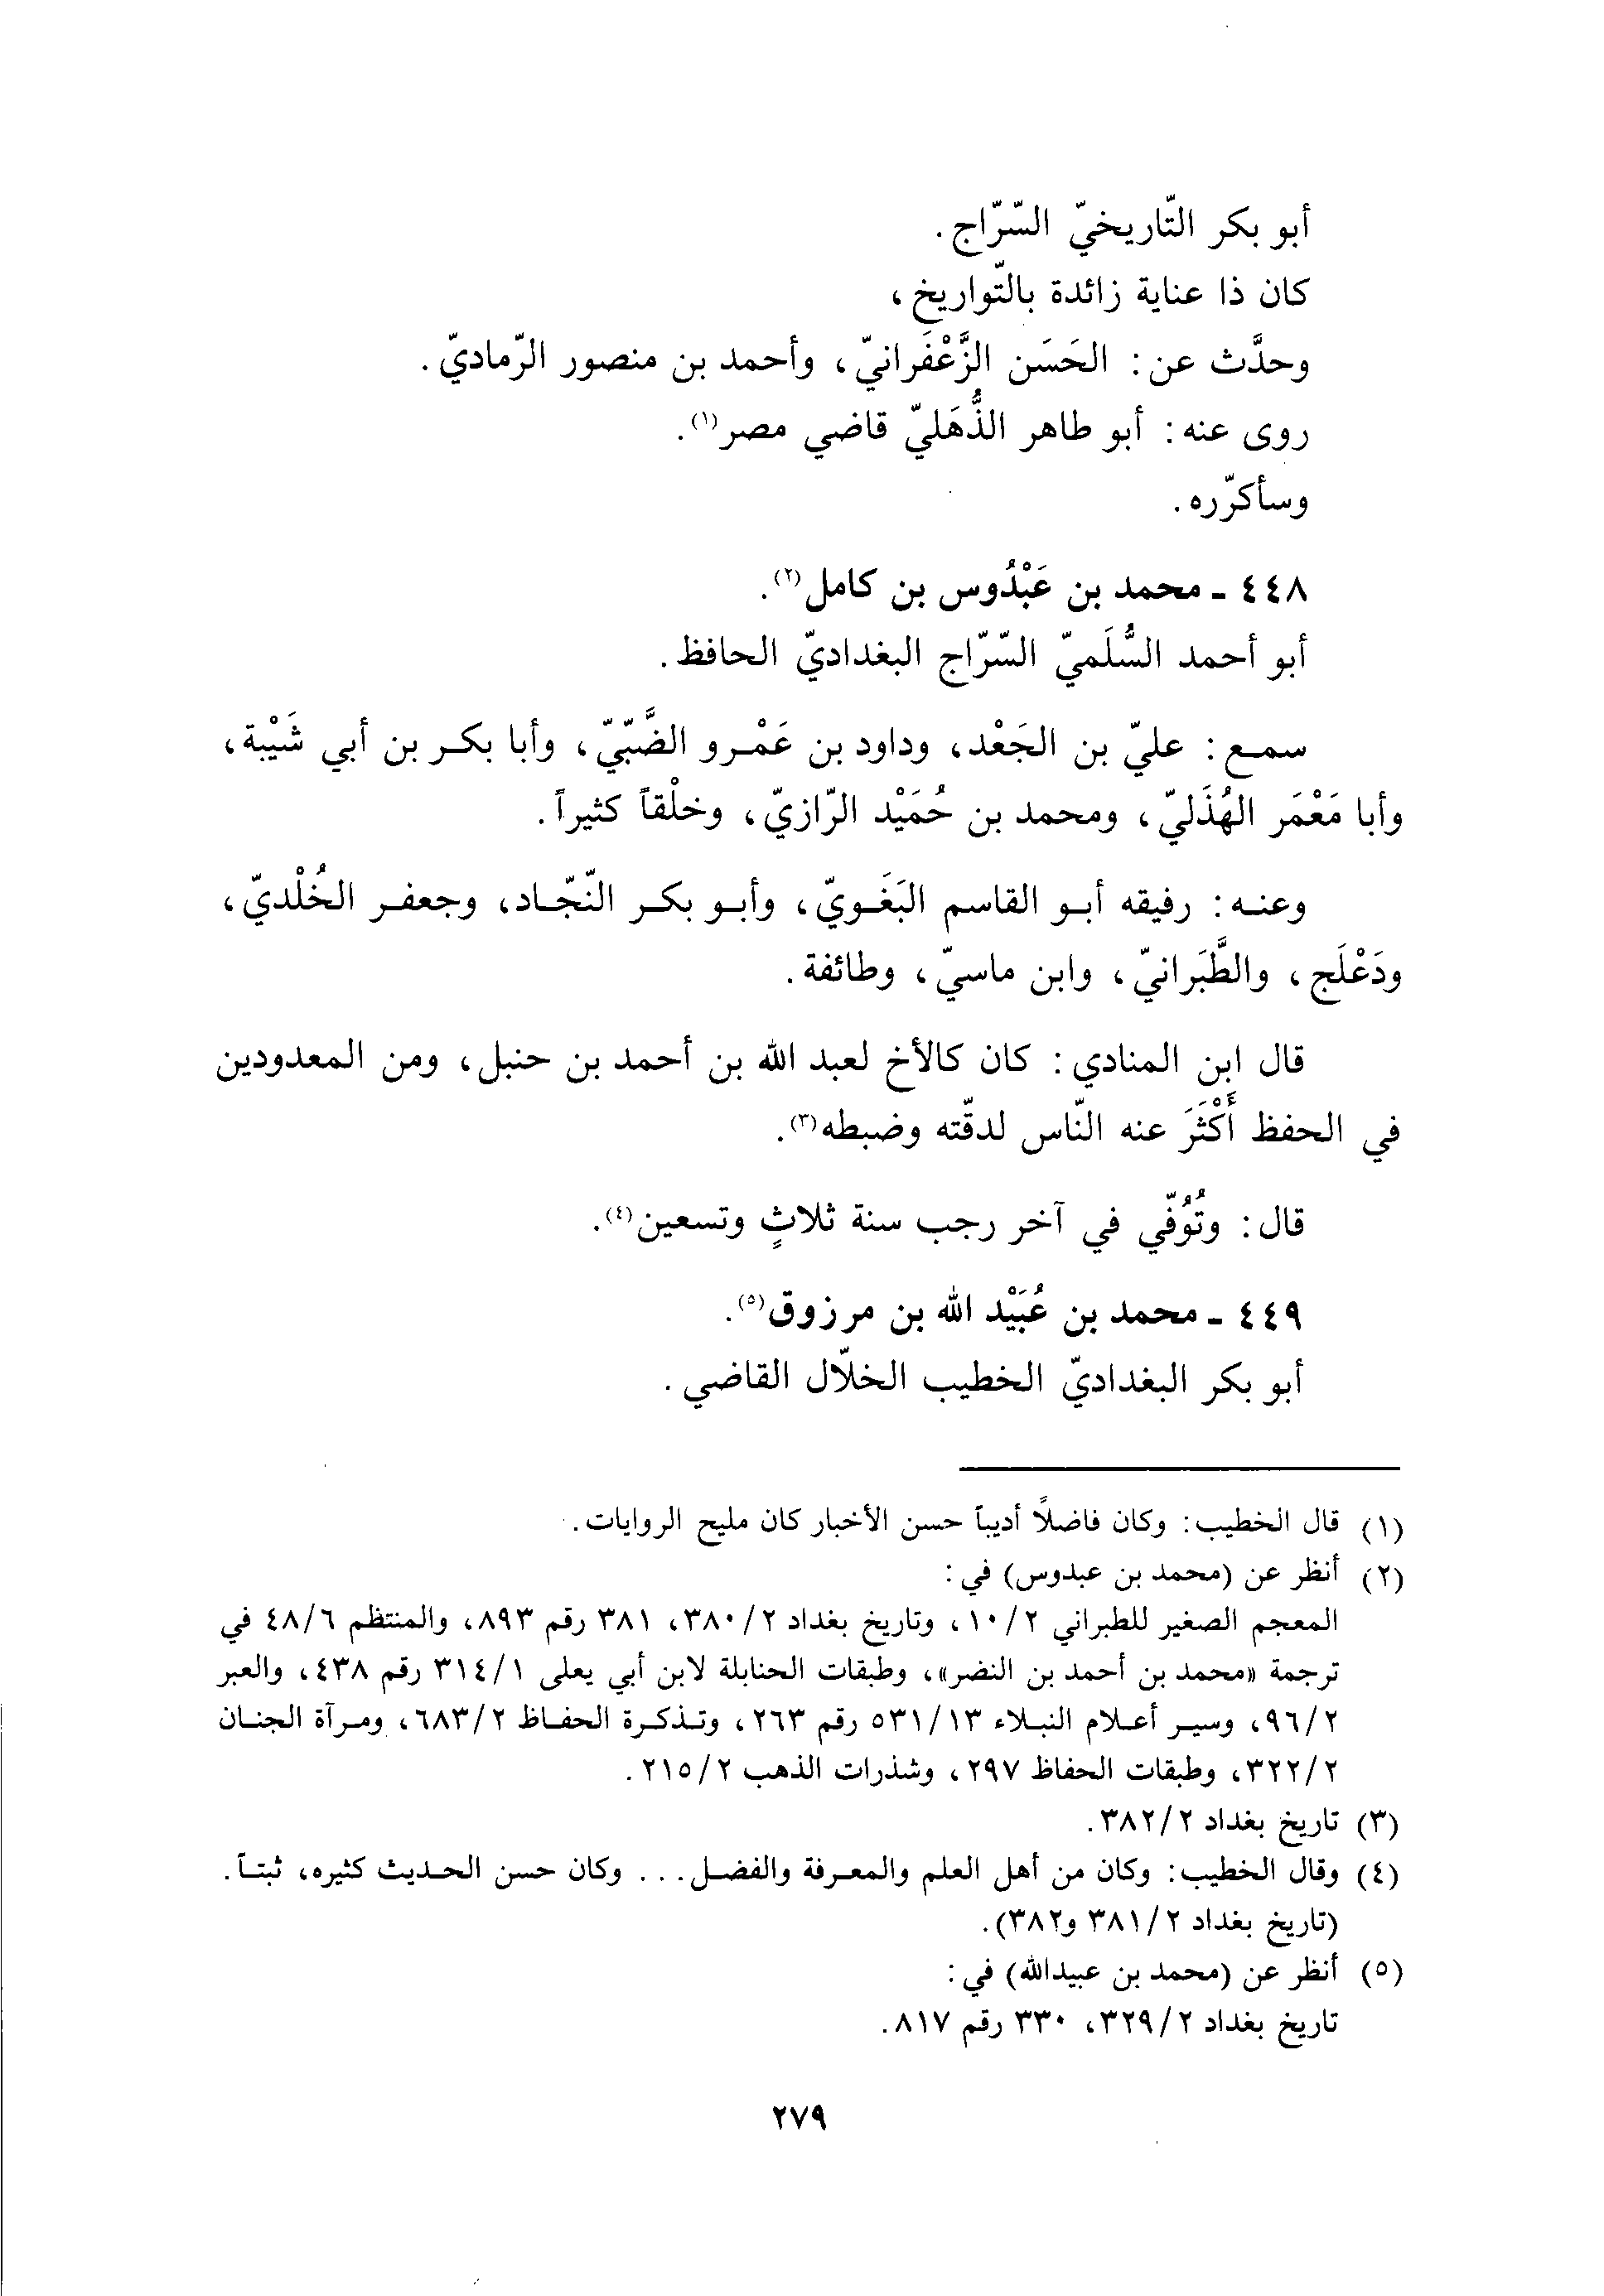 أبو بكر التّاريخيّ السّرّاج.
كان ذا عناية زائدة بالتّواريخ،
وحدَّث عن: الحَسَن الزَّعْفَرانيّ، وأحمد بن منصور الرّماديّ.
روى عنه: أبو طاهر الذُّهَليّ قاضي مصر(١).
وسأكرّره.
٤٤٨ ـ محمد بن عَبْدُوس بن كامل(٢).
أبو أحمد السُّلَميّ السّرّاج البغداديّ الحافظ.
سمع: عليّ بن الجَعْد، وداود بن عَمْرو الضَّبّيّ، وأبا بكر بن أبي شَيْبة،
وأبا مَعْمَر الهُذَليّ، ومحمد بن حُمَيْد الرّازيّ، وخلْقاً كثيراً.
وعنه: رفيقه أبو القاسم البَغَويّ، وأبو بكر النّجّاد، وجعفر الخُلْديّ،
ودَعْلَج، والطَّبَرانيّ، وابن ماسيّ، وطائفة.
قال ابن المنادي: كان كالأخ لعبد الله بن أحمد بن حنبل، ومن المعدودين
في الحفظ أَكْثَرَ عنه النّاس لدقّته وضبطه(٣).
قال: وتُوُفّي في آخر رجب سنة ثلاثٍ وتسعين(٤).
٤٤٩ ـ محمد بن عُبَيْد الله بن مرزوق(٥).
أبو بكر البغداديّ الخطيب الخلّال القاضي.
(١) قال الخطيب: وكان فاضلًا أديباً حسن الأخبار كان مليح الروايات.
(٢) أنظر عن (محمد بن عبدوس) في:
المعجم الصغير للطبراني ١٠/٢، وتاريخ بغداد ٣٨٠/٢، ٣٨١ رقم ٨٩٣، والمنتظم ٤٨/٦ في
ترجمة «محمد بن أحمد بن النضر»، وطبقات الحنابلة لابن أبي يعلى ٣١٤/١ رقم ٤٣٨، والعبر
٩٦/٢، وسير أعلام النبلاء ٥٣١/١٣ رقم ٢٦٣، وتذكرة الحفاظ ٦٨٣/٢، ومرآة الجنان
٣٢٢/٢، وطبقات الحفاظ ٢٩٧، وشذرات الذهب ٢١٥/٢.
(٣) تاريخ بغداد ٣٨٢/٢.
(٤) وقال الخطيب: وكان من أهل العلم والمعرفة والفضل... وكان حسن الحديث كثيره، ثبتاً.
(تاريخ بغداد ٣٨١/٢ و٣٨٢).
(٥) أنظر عن (محمد بن عبيدالله) في:
تاريخ بغداد ٣٢٩/٢، ٣٣٠ رقم ٨١٧.
٢٧٩